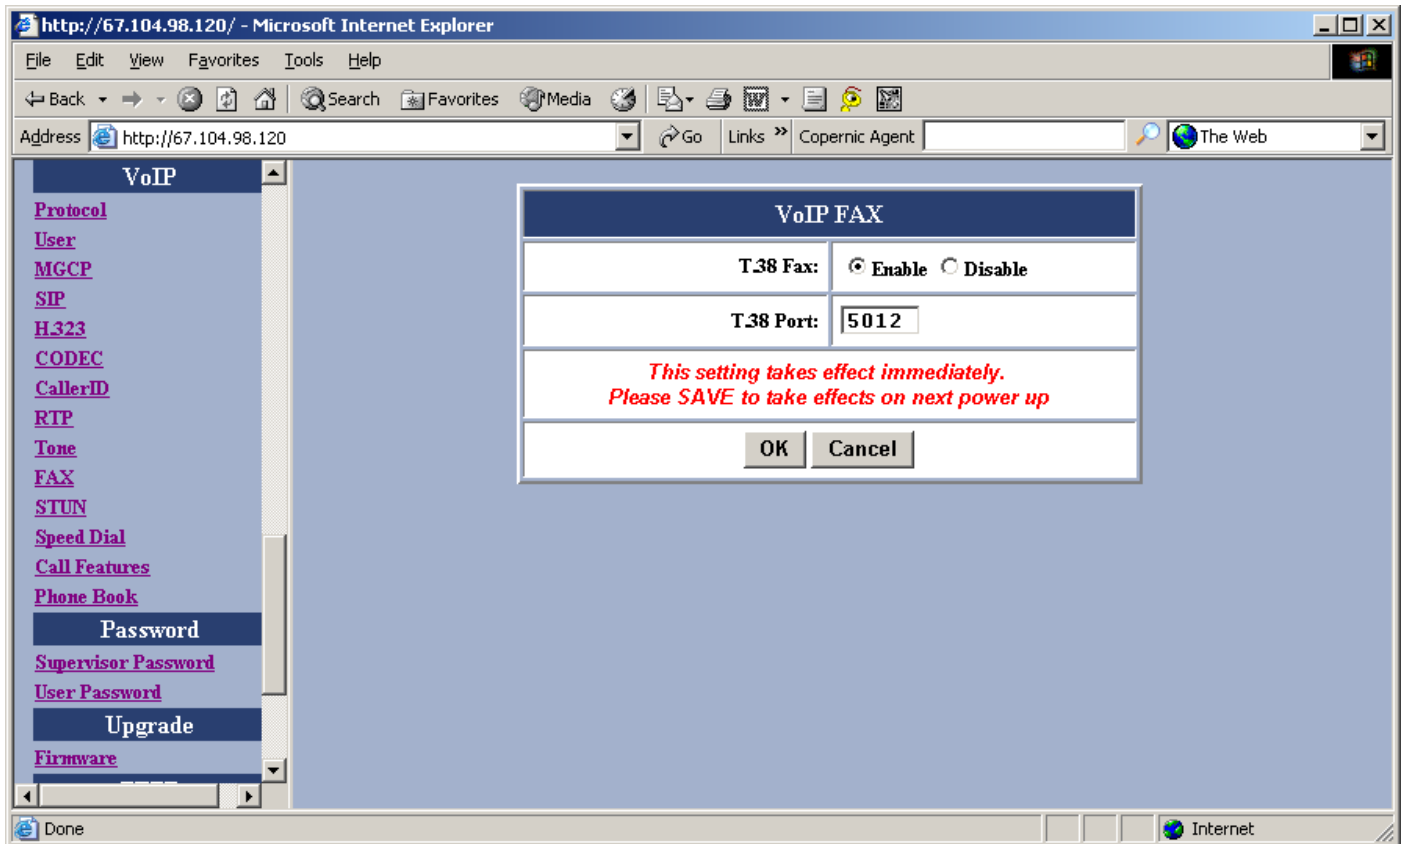 http://67.104.98.120/ - Microsoft Internet Explorer
File Edit View Favorites Tools Help
Back Search Favorites Media
Address http://67.104.98.120 Go Links » Copernic Agent The Web
VoIP
Protocol
User
MGCP
SIP
H.323
CODEC
CallerID
RTP
Tone
FAX
STUN
Speed Dial
Call Features
Phone Book
Password
Supervisor Password
User Password
Upgrade
Firmware
VoIP FAX
T.38 Fax: Enable Disable
T.38 Port: 5012
This setting takes effect immediately.
Please SAVE to take effects on next power up
OK Cancel
Done Internet